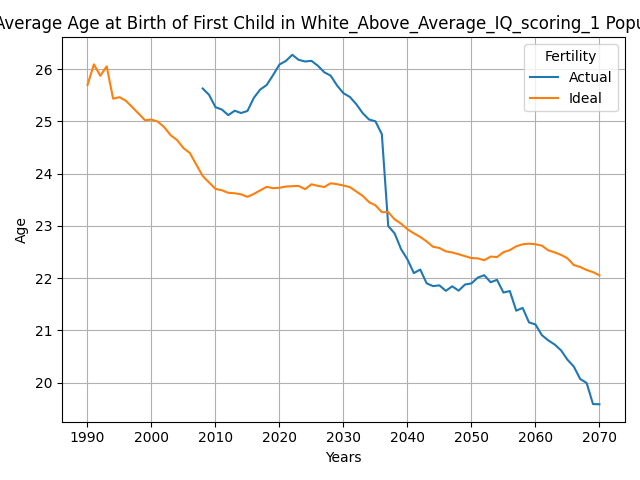 Average Age at Birth of First Child in White_Above_Average_IQ_scoring_1 Popu
Fertility
Actual
Ideal
26
25
24
23
22
21
20
Age
1990 2000 2010 2020 2030 2040 2050 2060 2070
Years